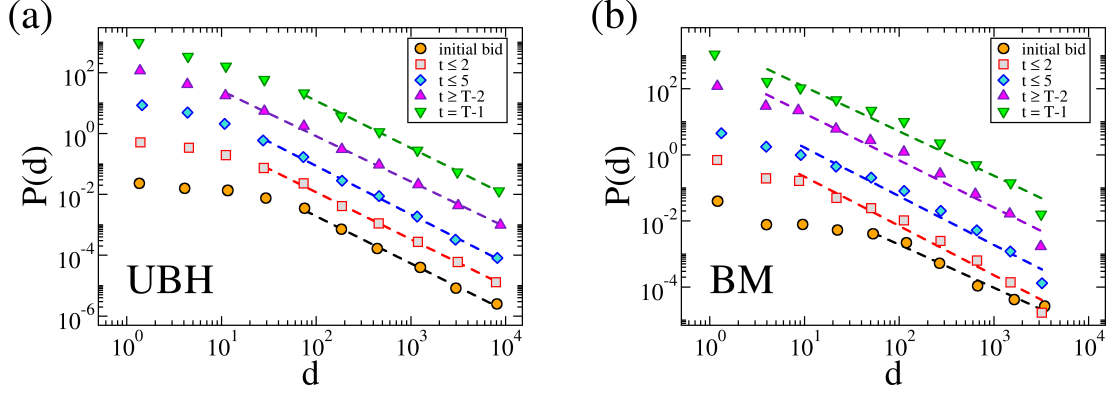 (a)
P(d)
10^2
10^0
10^-2
10^-4
10^-6
initial bid
t ≤ 2
t ≤ 5
t ≥ T-2
t = T-1
UBH
10^0 10^1 10^2 10^3 10^4
d
(b)
P(d)
10^2
10^0
10^-2
10^-4
initial bid
t ≤ 2
t ≤ 5
t ≥ T-2
t = T-1
BM
10^0 10^1 10^2 10^3 10^4
d